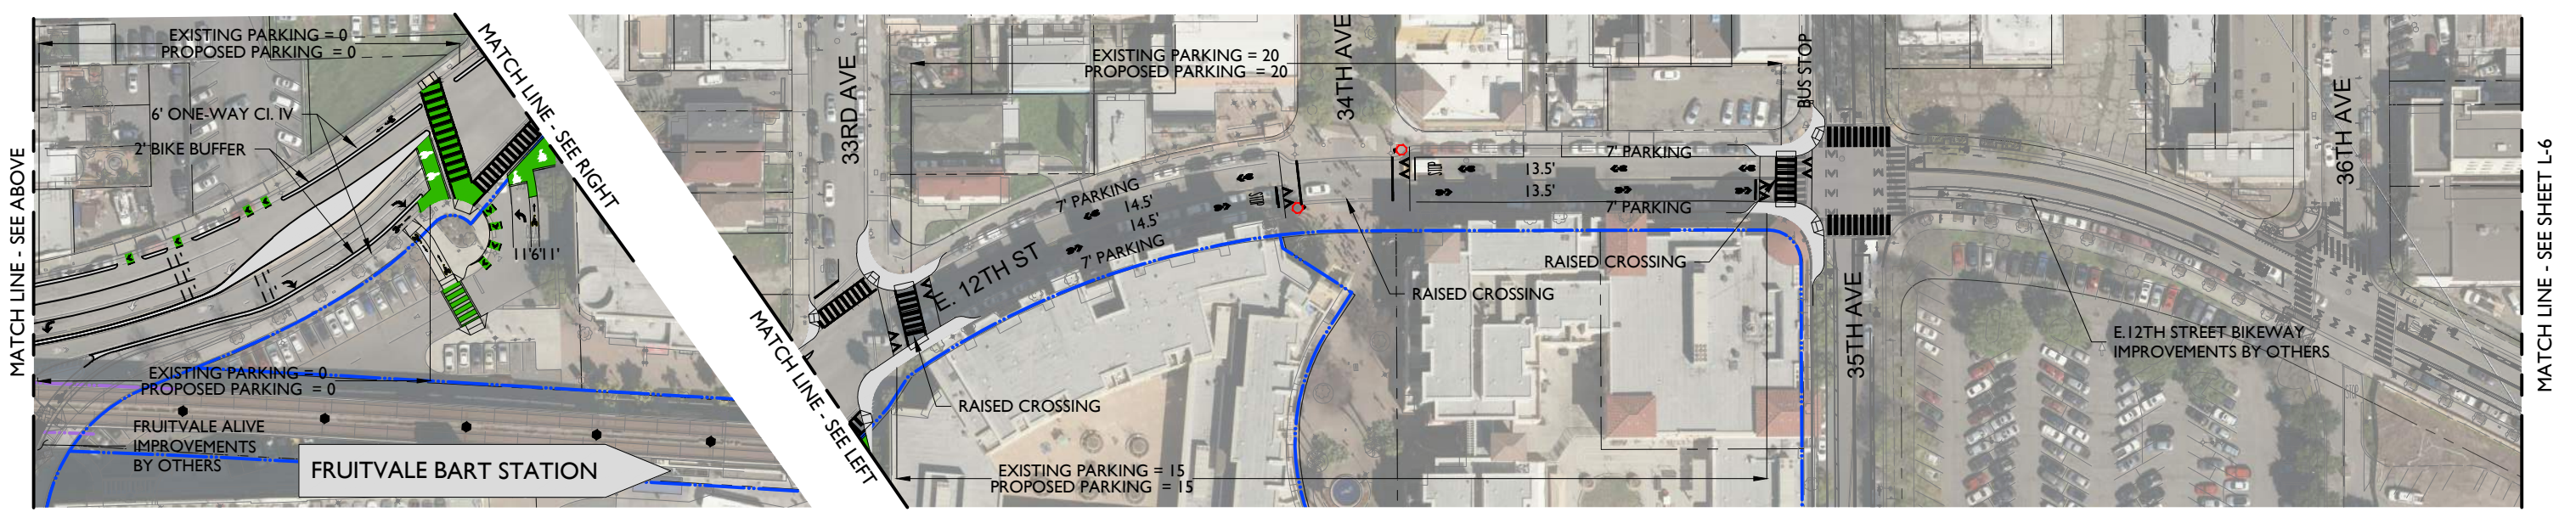 MATCH LINE - SEE ABOVE
EXISTING PARKING = 0
PROPOSED PARKING = 0
6' ONE-WAY CI. IV
2' BIKE BUFFER
11'6'11'
EXISTING PARKING = 0
PROPOSED PARKING = 0
FRUITVALE ALIVE
IMPROVEMENTS
BY OTHERS
FRUITVALE BART STATION
MATCH LINE - SEE RIGHT
MATCH LINE - SEE LEFT
33RD AVE
EXISTING PARKING = 20
PROPOSED PARKING = 20
34TH AVE
BUS STOP
7' PARKING
14.5'
14.5'
7' PARKING
E. 12TH ST
STOP
STOP
7' PARKING
13.5'
13.5'
7' PARKING
RAISED CROSSING
RAISED CROSSING
RAISED CROSSING
EXISTING PARKING = 15
PROPOSED PARKING = 15
35TH AVE
36TH AVE
E.12TH STREET BIKEWAY
IMPROVEMENTS BY OTHERS
MATCH LINE - SEE SHEET L-6